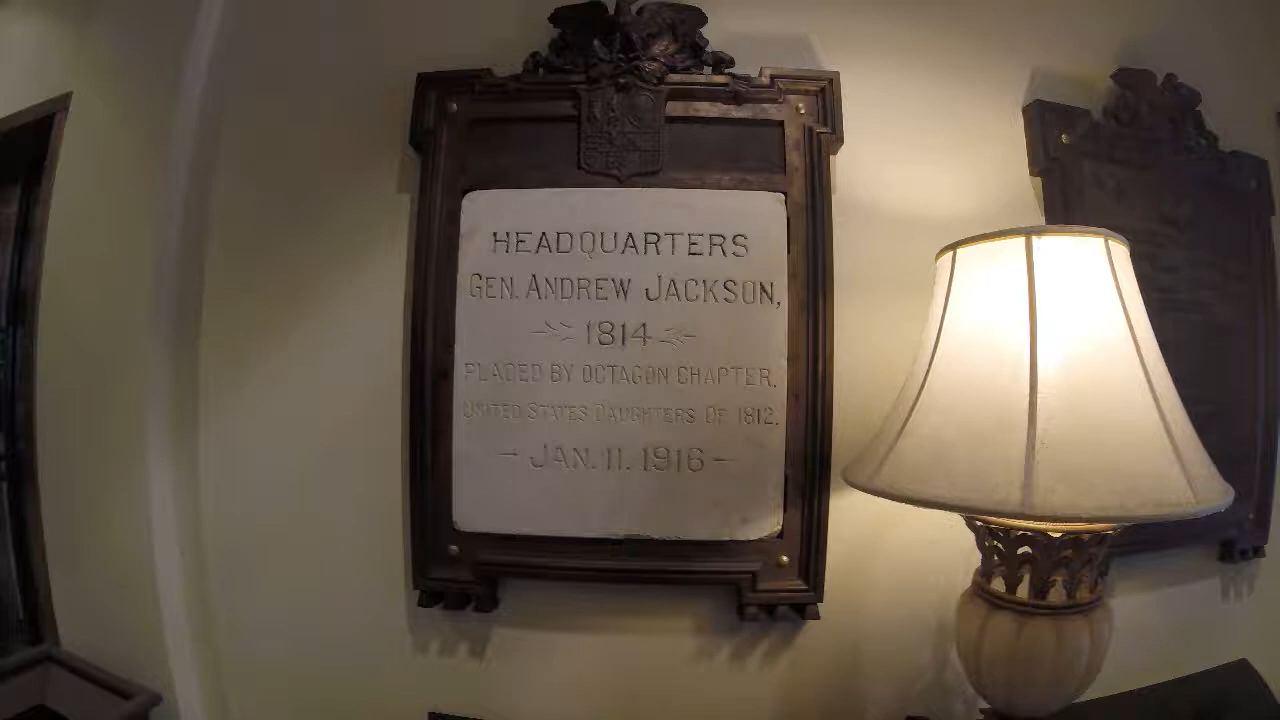 HEADQUARTERS
GEN. ANDREW JACKSON,
1814
PLACED BY OCTAGON CHAPTER,
UNITED STATES DAUGHTERS OF 1812.
- JAN. 11. 1916 -